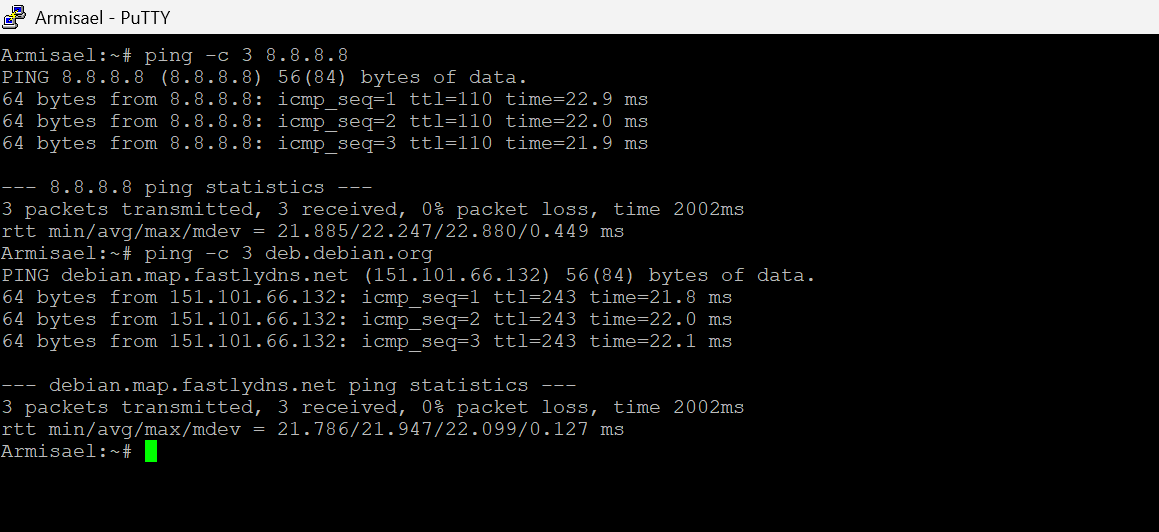 Armisael - PuTTY
Armisael:~# ping -c 3 8.8.8.8
PING 8.8.8.8 (8.8.8.8) 56(84) bytes of data.
64 bytes from 8.8.8.8: icmp_seq=1 ttl=110 time=22.9 ms
64 bytes from 8.8.8.8: icmp_seq=2 ttl=110 time=22.0 ms
64 bytes from 8.8.8.8: icmp_seq=3 ttl=110 time=21.9 ms

--- 8.8.8.8 ping statistics ---
3 packets transmitted, 3 received, 0% packet loss, time 2002ms
rtt min/avg/max/mdev = 21.885/22.247/22.880/0.449 ms
Armisael:~# ping -c 3 deb.debian.org
PING debian.map.fastlydns.net (151.101.66.132) 56(84) bytes of data.
64 bytes from 151.101.66.132: icmp_seq=1 ttl=243 time=21.8 ms
64 bytes from 151.101.66.132: icmp_seq=2 ttl=243 time=22.0 ms
64 bytes from 151.101.66.132: icmp_seq=3 ttl=243 time=22.1 ms

--- debian.map.fastlydns.net ping statistics ---
3 packets transmitted, 3 received, 0% packet loss, time 2002ms
rtt min/avg/max/mdev = 21.786/21.947/22.099/0.127 ms
Armisael:~#